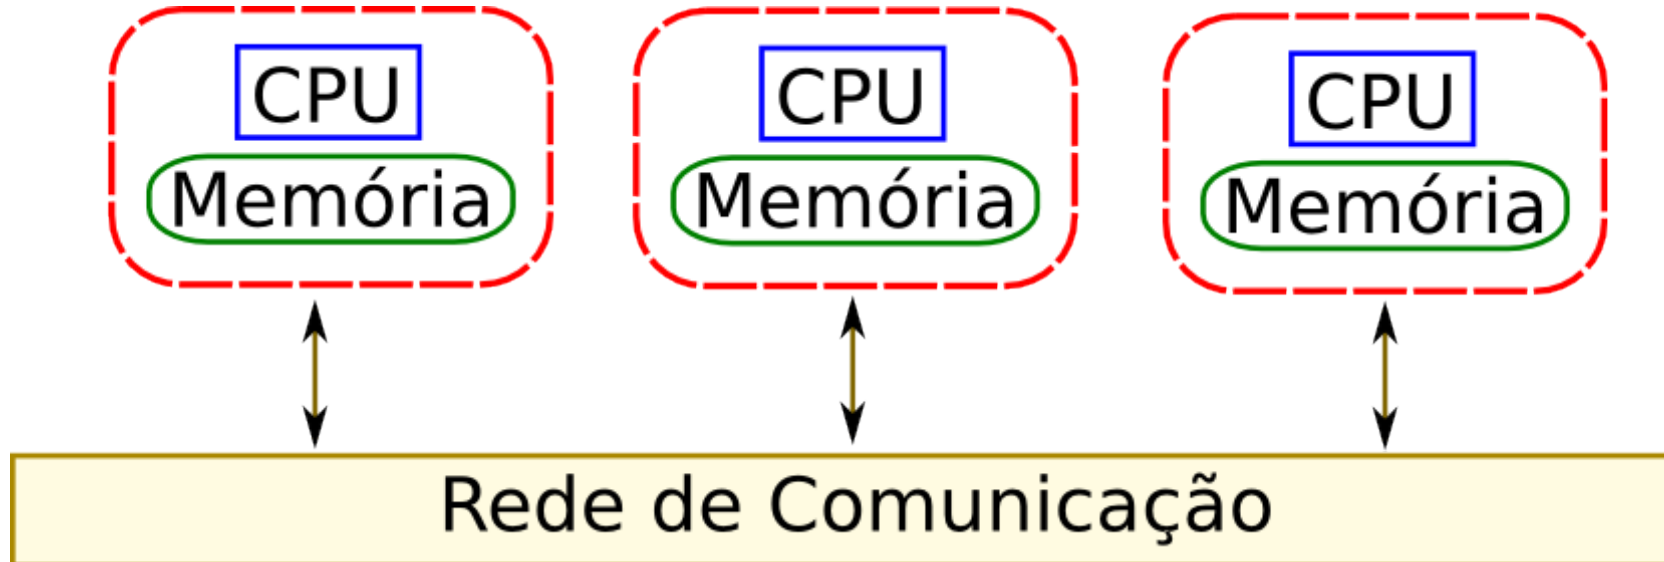 CPU
Memória
CPU
Memória
CPU
Memória
Rede de Comunicação